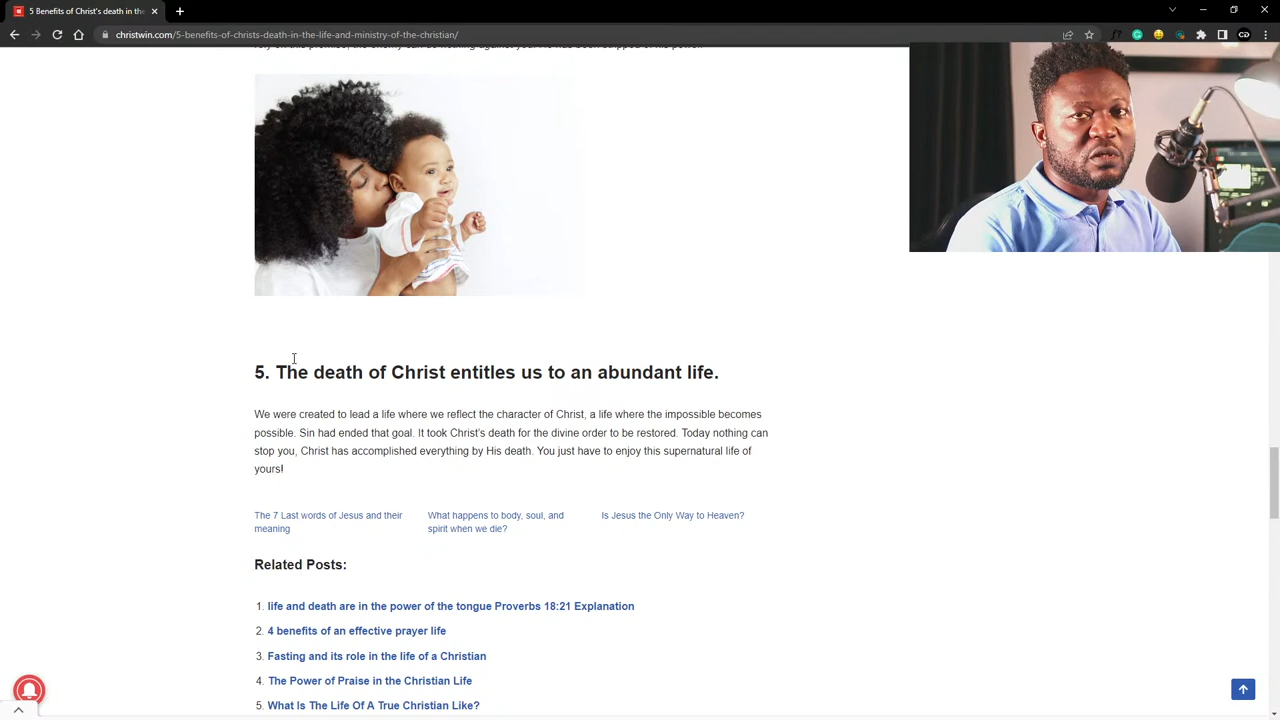 5 Benefits of Christ's death in the
christwin.com/5-benefits-of-christs-death-in-the-life-and-ministry-of-the-christian/
5. The death of Christ entitles us to an abundant life.
We were created to lead a life where we reflect the character of Christ, a life where the impossible becomes
possible. Sin had ended that goal. It took Christ's death for the divine order to be restored. Today nothing can
stop you, Christ has accomplished everything by His death. You just have to enjoy this supernatural life of
yours!
The 7 Last words of Jesus and their
meaning
What happens to body, soul, and
spirit when we die?
Is Jesus the Only Way to Heaven?
Related Posts:
1. life and death are in the power of the tongue Proverbs 18:21 Explanation
2. 4 benefits of an effective prayer life
3. Fasting and its role in the life of a Christian
4. The Power of Praise in the Christian Life
5. What Is The Life Of A True Christian Like?